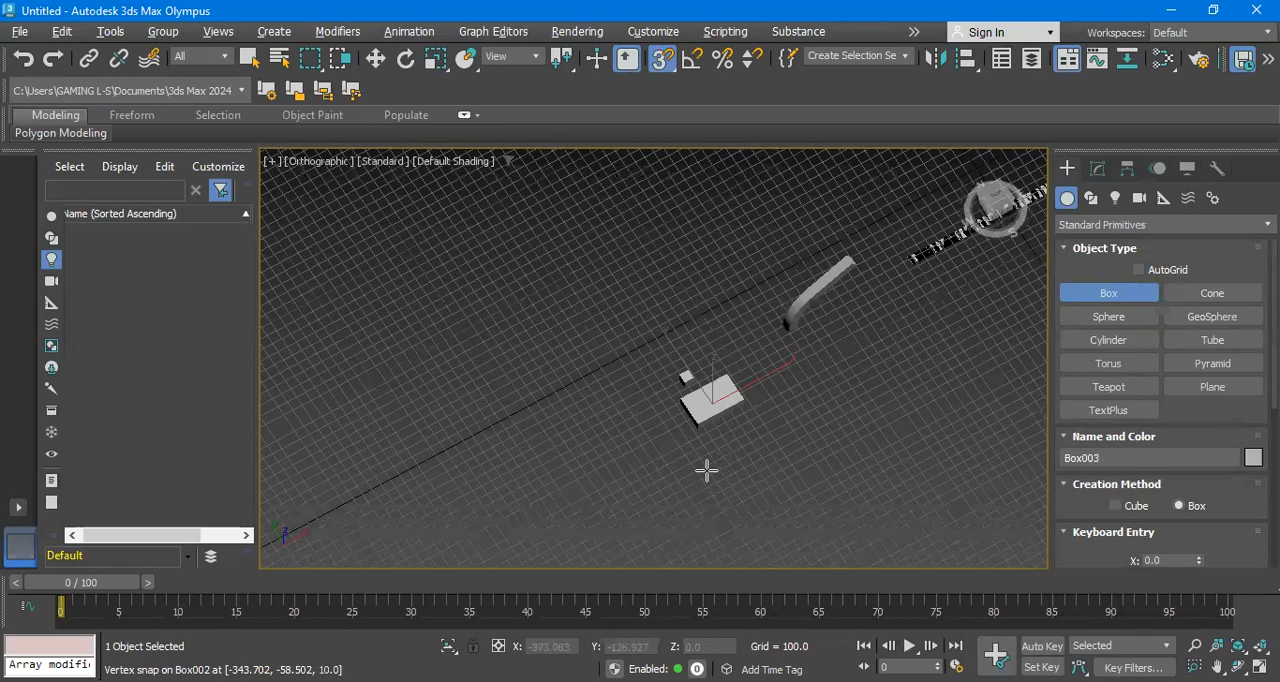 Untitled - Autodesk 3ds Max Olympus
File Edit Tools Group Views Create Modifiers Animation Graph Editors Rendering Customize Scripting Substance Sign In Workspaces: Default
All View Create Selection Se
C:\Users\GAMING L-S\Documents\3ds Max 2024
Modeling Freeform Selection Object Paint Populate
Polygon Modeling
Select Display Edit Customize
Name (Sorted Ascending)
[+] [Orthographic] [Standard] [Default Shading]
Standard Primitives
Object Type
AutoGrid
Box Cone
Sphere GeoSphere
Cylinder Tube
Torus Pyramid
Teapot Plane
TextPlus
Name and Color
Box003
Creation Method
Cube Box
Keyboard Entry
X: 0.0
Default
0 / 100
0 5 10 15 20 25 30 35 40 45 50 55 60 65 70 75 80 85 90 95 100
1 Object Selected X: -373.063 Y: -126.927 Z: 0.0 Grid = 100.0 Auto Key Selected
Array modifi Vertex snap on Box002 at [-343.702, -58.502, 10.0] Enabled: 0 Add Time Tag 0 Set Key Key Filters...